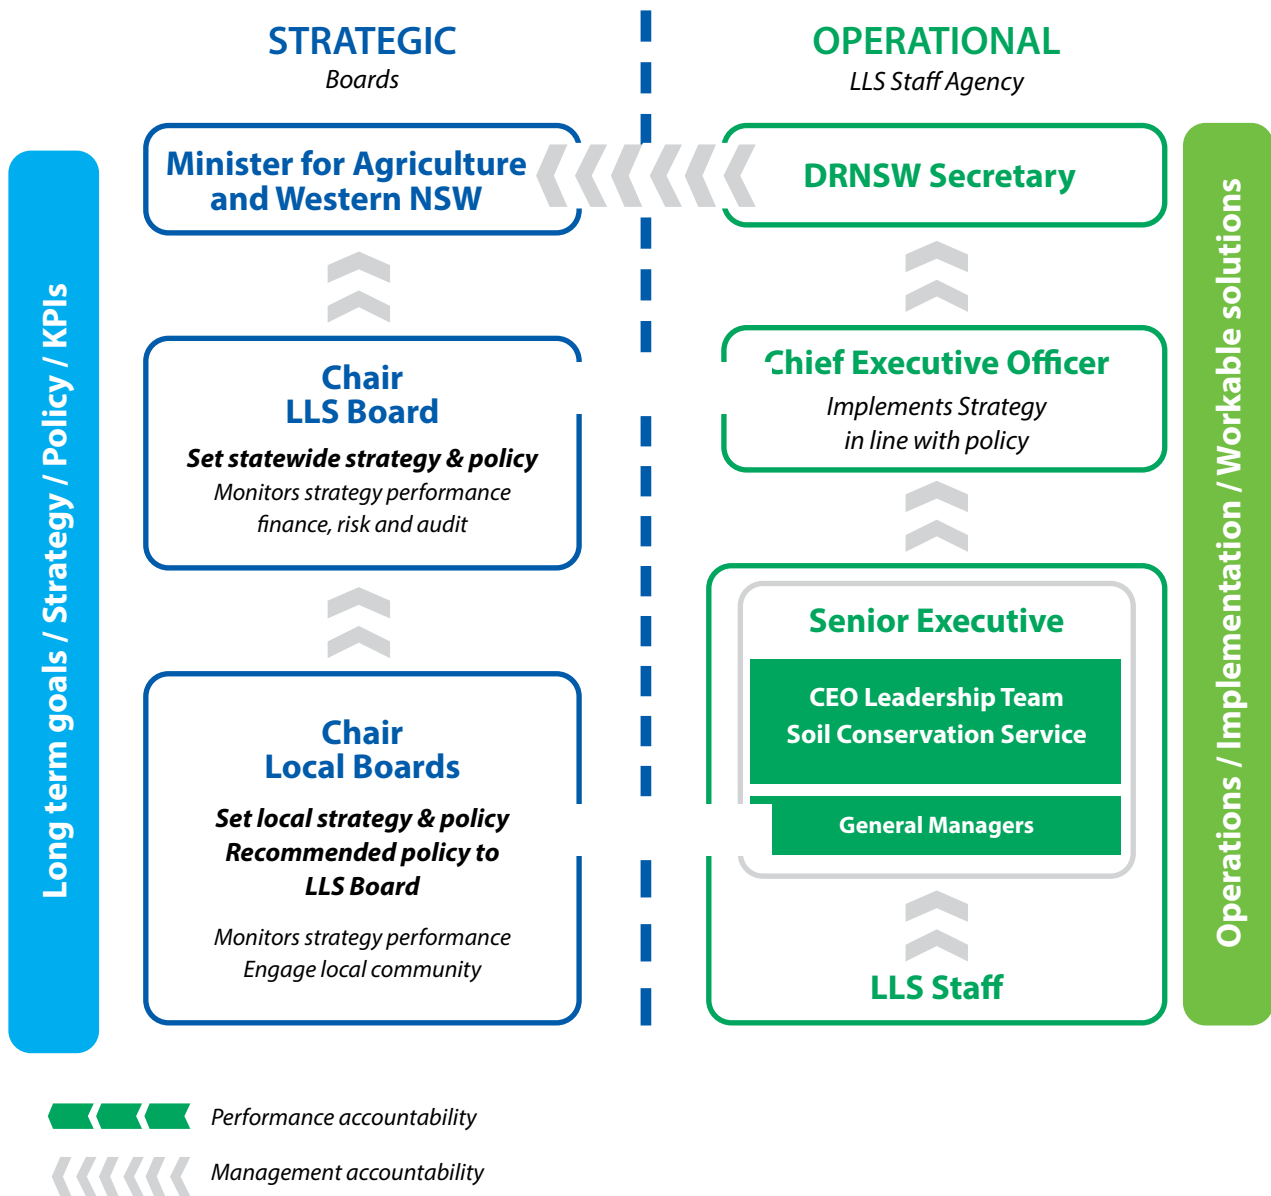 STRATEGIC
Boards
OPERATIONAL
LLS Staff Agency
Long term goals / Strategy / Policy / KPIs
Minister for Agriculture
and Western NSW
Chair
LLS Board
Set statewide strategy & policy
Monitors strategy performance
finance, risk and audit
Chair
Local Boards
Set local strategy & policy
Recommended policy to
LLS Board
Monitors strategy performance
Engage local community
DRNSW Secretary
Chief Executive Officer
Implements Strategy
in line with policy
Senior Executive
CEO Leadership Team
Soil Conservation Service
General Managers
LLS Staff
Operations / Implementation / Workable solutions
Performance accountability
Management accountability